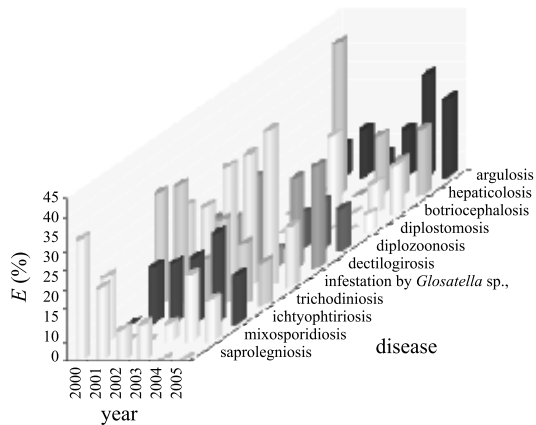 E (%)
45
40
35
30
25
20
15
10
0
2000
2001
2002
2003
2004
2005
year
argulosis
hepaticolosis
botriocephalosis
diplostomosis
diplozoonosis
dectilogirosis
infestation by Glosatella sp.,
trichodiniosis
ichtyophtiriosis
mixosporidiosis
saprolegniosis
disease